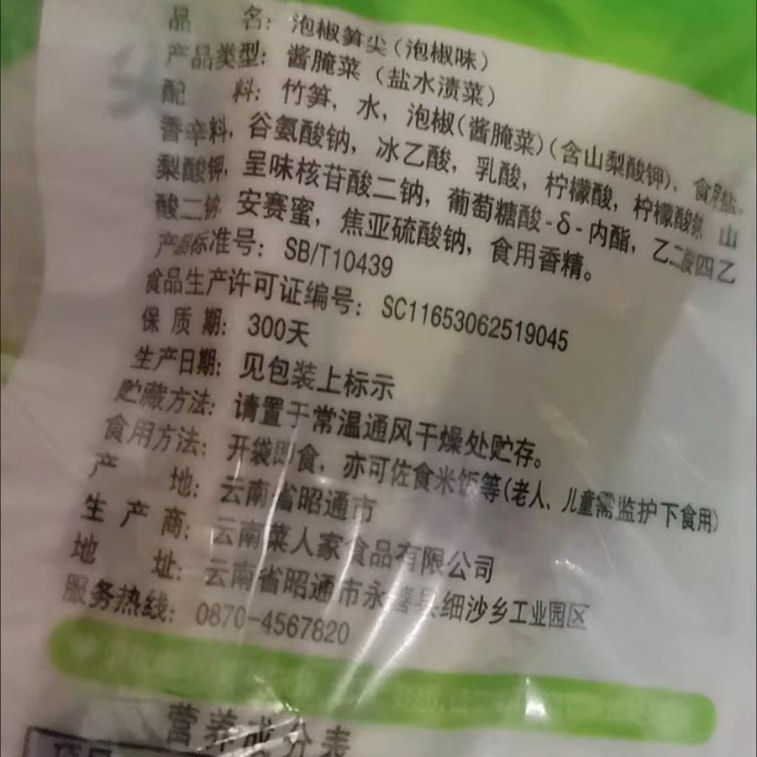 品 名：泡椒笋尖（泡椒味）
产品类型：酱腌菜（盐水渍菜）
配 料：竹笋，水，泡椒（酱腌菜）（含山梨酸钾），食用盐、
香辛料，谷氨酸钠，冰乙酸，乳酸，柠檬酸，柠檬酸钠 山
梨酸钾，呈味核苷酸二钠，葡萄糖酸-δ-内酯，乙二胺四乙
酸二钠 安赛蜜，焦亚硫酸钠，食用香精。
产品标准号：SB/T10439
食品生产许可证编号：SC11653062519045
保 质 期：300天
生产日期：见包装上标示
贮藏方法：请置于常温通风干燥处贮存。
食用方法：开袋即食，亦可佐食米饭等（老人、儿童需监护下食用）
产 地：云南省昭通市
生 产 商：云南菜人家食品有限公司
地 址：云南省昭通市永善县细沙乡工业园区
服务热线：0870-4567820
营养成分表
项目